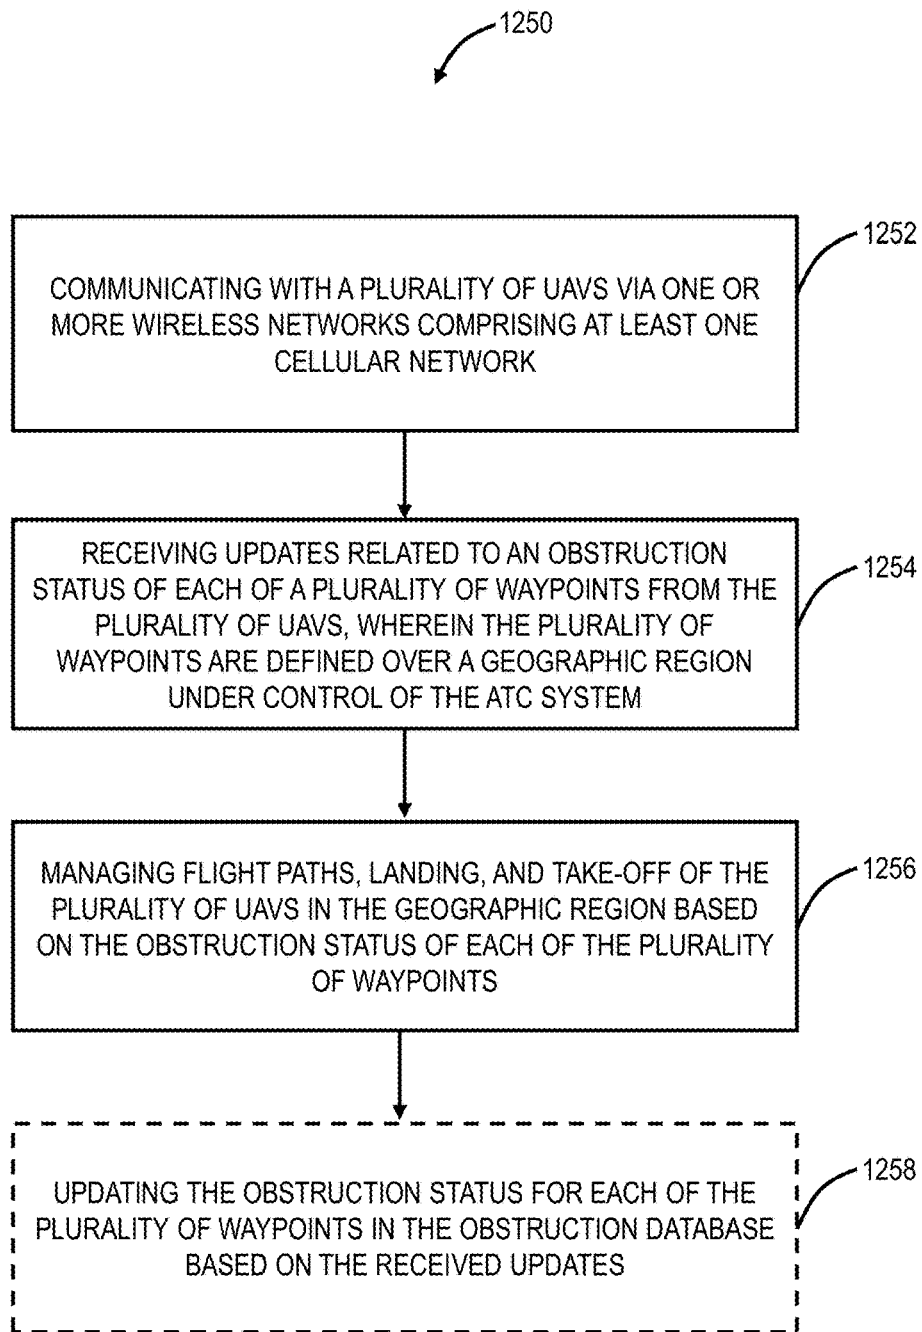 1250
1252
COMMUNICATING WITH A PLURALITY OF UAVS VIA ONE OR
MORE WIRELESS NETWORKS COMPRISING AT LEAST ONE
CELLULAR NETWORK
1254
RECEIVING UPDATES RELATED TO AN OBSTRUCTION
STATUS OF EACH OF A PLURALITY OF WAYPOINTS FROM THE
PLURALITY OF UAVS, WHEREIN THE PLURALITY OF
WAYPOINTS ARE DEFINED OVER A GEOGRAPHIC REGION
UNDER CONTROL OF THE ATC SYSTEM
1256
MANAGING FLIGHT PATHS, LANDING, AND TAKE-OFF OF THE
PLURALITY OF UAVS IN THE GEOGRAPHIC REGION BASED
ON THE OBSTRUCTION STATUS OF EACH OF THE PLURALITY
OF WAYPOINTS
1258
UPDATING THE OBSTRUCTION STATUS FOR EACH OF THE
PLURALITY OF WAYPOINTS IN THE OBSTRUCTION DATABASE
BASED ON THE RECEIVED UPDATES